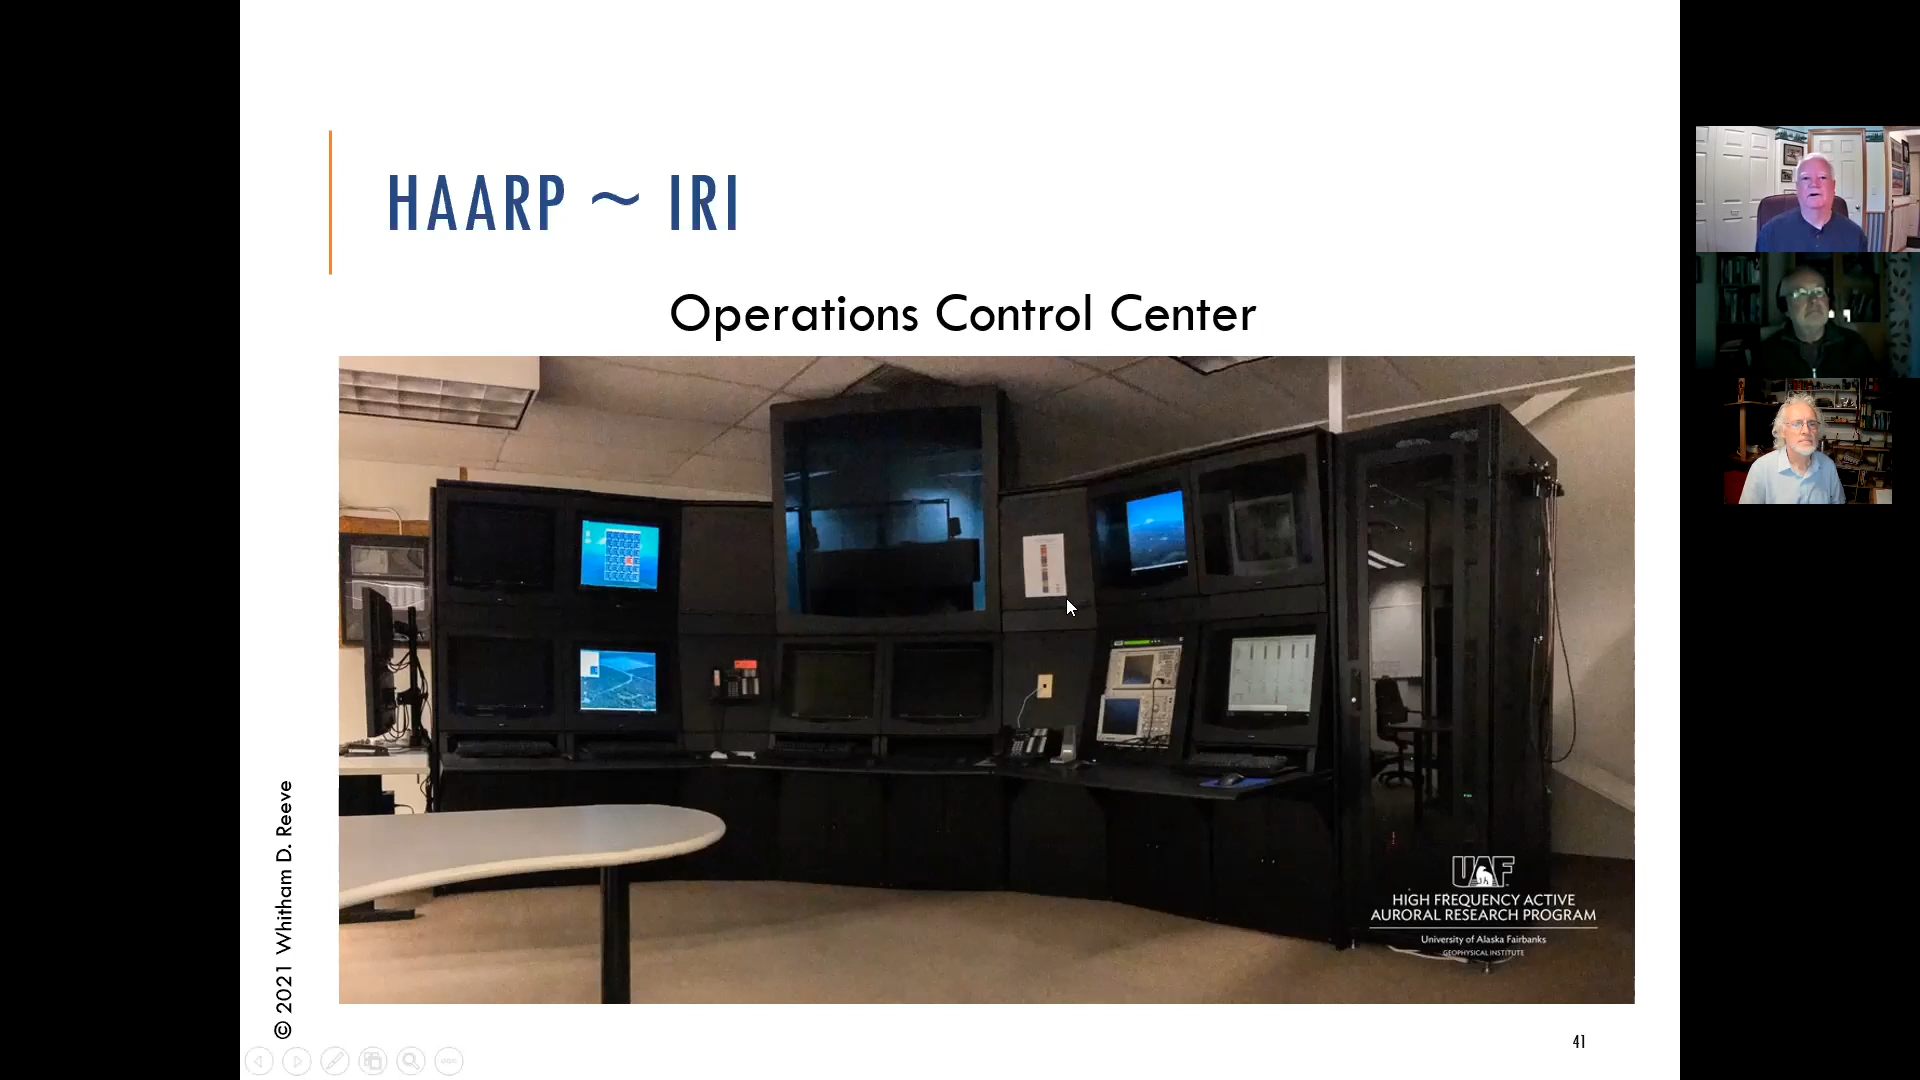 HAARP ~ IRI
Operations Control Center
© 2021 Whitham D. Reeve
UAF
HIGH FREQUENCY ACTIVE
AURORAL RESEARCH PROGRAM
University of Alaska Fairbanks
GEOPHYSICAL INSTITUTE
41